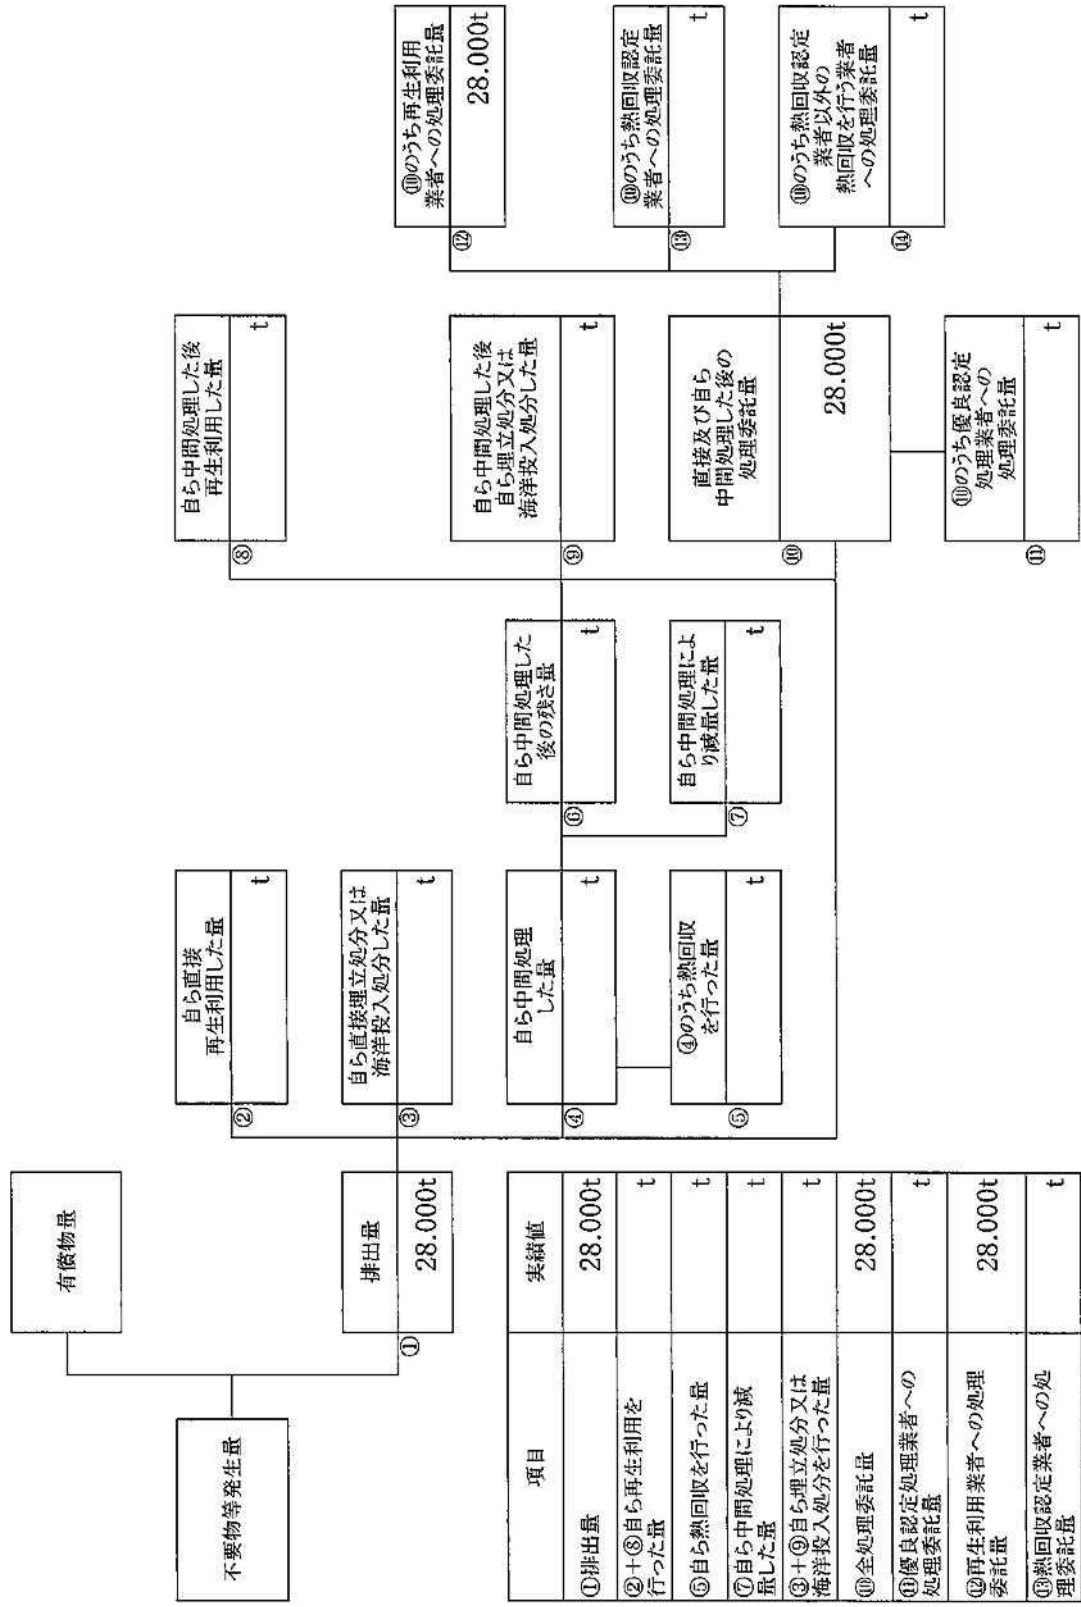 不要物等発生量
有償物量
排出量
①
28.000t
自ら直接
再生利用した量
②
t
自ら直接埋立処分又は
海洋投入処分した量
③
t
自ら中間処理
した量
④
t
④のうち熱回収
を行った量
⑤
t
自ら中間処理した
後の残さ量
⑥
t
自ら中間処理によ
り減量した量
⑦
t
自ら中間処理した後
再生利用した量
⑧
t
自ら中間処理した後
自ら埋立処分又は
海洋投入処分した量
⑨
t
直接及び自ら
中間処理した後の
処理委託量
⑩
28.000t
⑩のうち優良認定
処理業者への
処理委託量
⑪
t
⑩のうち再生利用
業者への処理委託量
⑫
28.000t
⑩のうち熱回収認定
業者への処理委託量
⑬
t
⑩のうち熱回収認定
業者以外の
熱回収を行う業者
への処理委託量
⑭
t
項目 実績値
①排出量 28.000t
②+⑧自ら再生利用を
行った量 t
⑤自ら熱回収を行った量 t
⑦自ら中間処理により減
量した量 t
③+⑨自ら埋立処分又は
海洋投入処分を行った量 t
⑩全処理委託量 28.000t
⑪優良認定処理業者への
処理委託量 t
⑫再生利用業者への処理
委託量 28.000t
⑬熱回収認定業者への処
理委託量 t